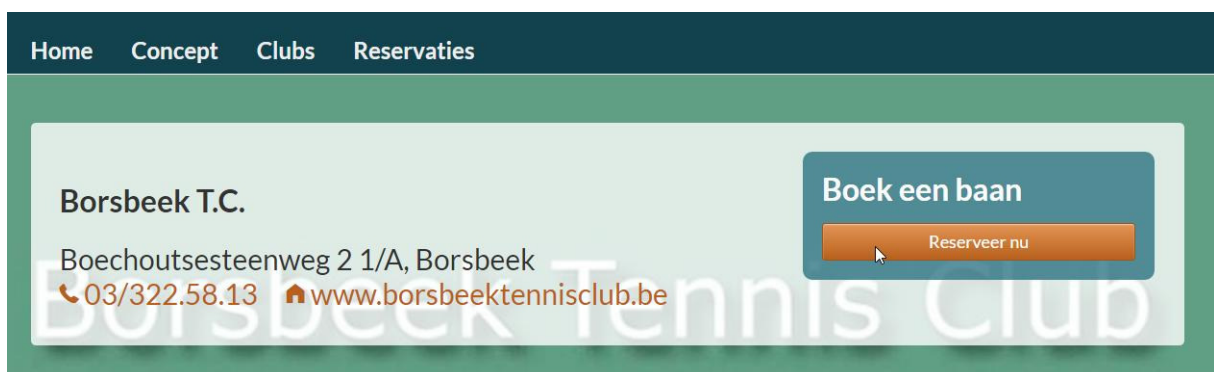 Home Concept Clubs Reservaties
Borsbeek T.C.
Boechoutsesteenweg 2 1/A, Borsbeek
03/322.58.13 www.borsbeektennisclub.be
Boek een baan
Reserveer nu
Borsbeek Tennis Club